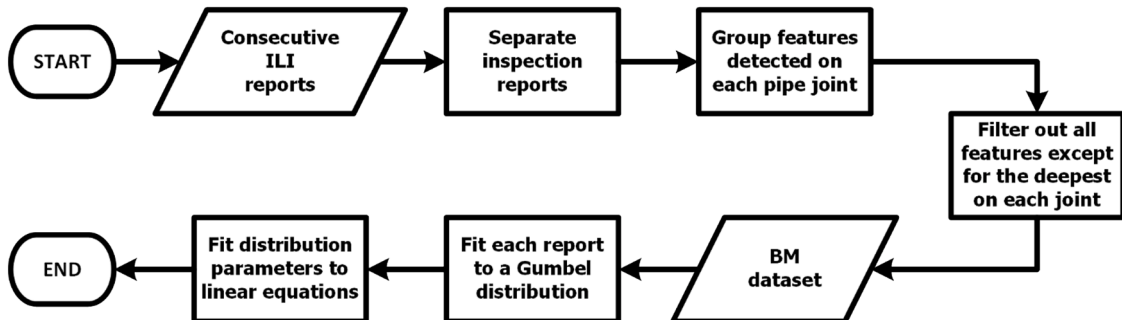 START
Consecutive
ILI
reports
Separate
inspection
reports
Group features
detected on
each pipe joint
Filter out all
features except
for the deepest
on each joint
BM
dataset
Fit each report
to a Gumbel
distribution
Fit distribution
parameters to
linear equations
END